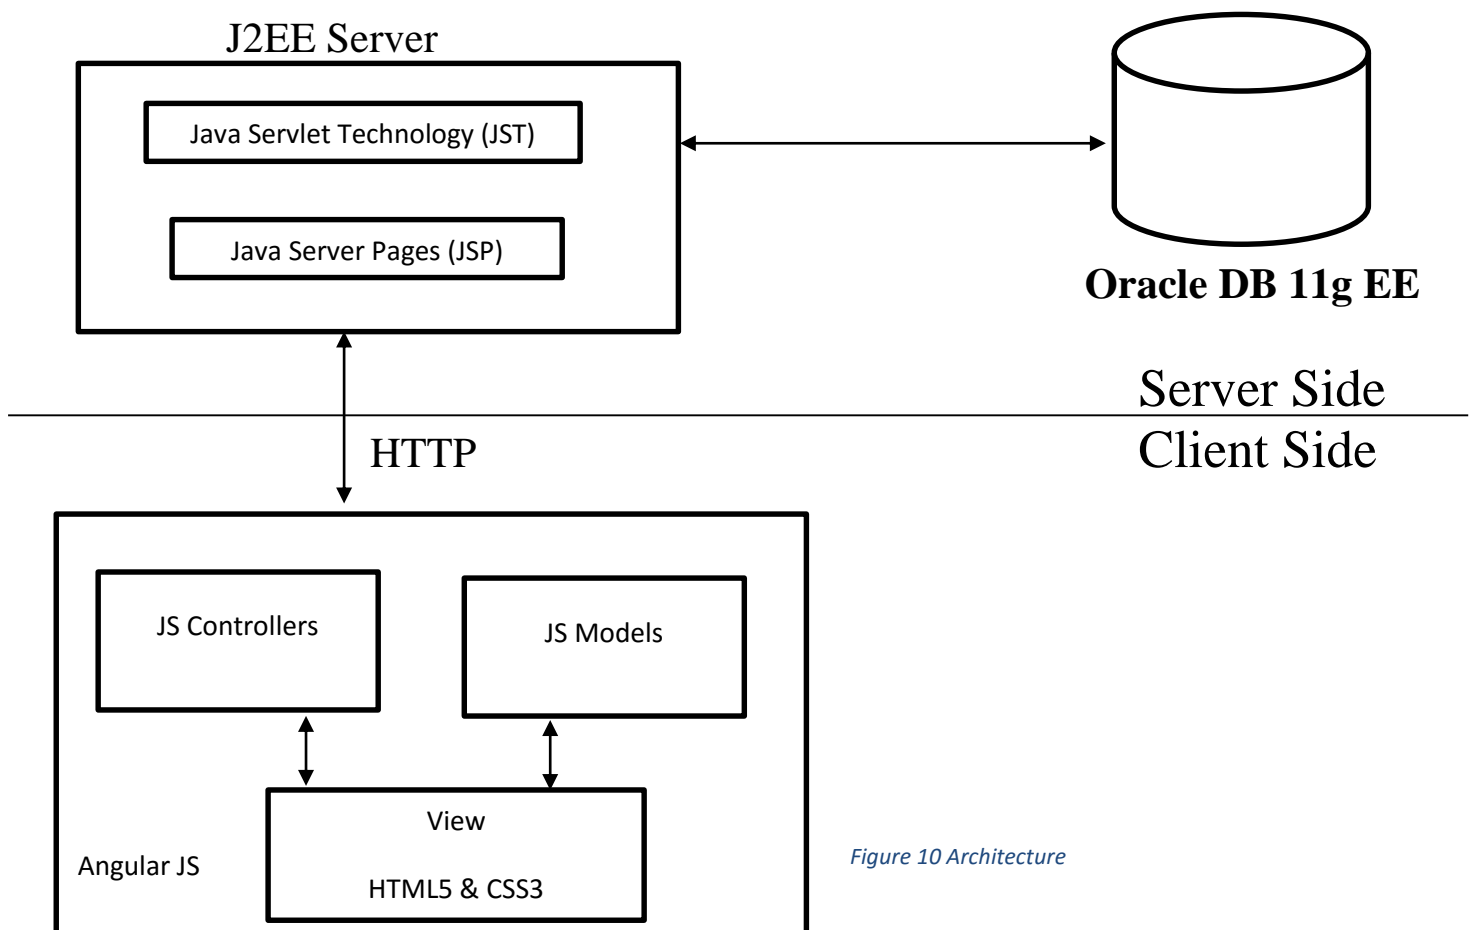 J2EE Server
Java Servlet Technology (JST)
Java Server Pages (JSP)
Oracle DB 11g EE
Server Side
Client Side
HTTP
JS Controllers
JS Models
View
HTML5 & CSS3
Angular JS
Figure 10 Architecture